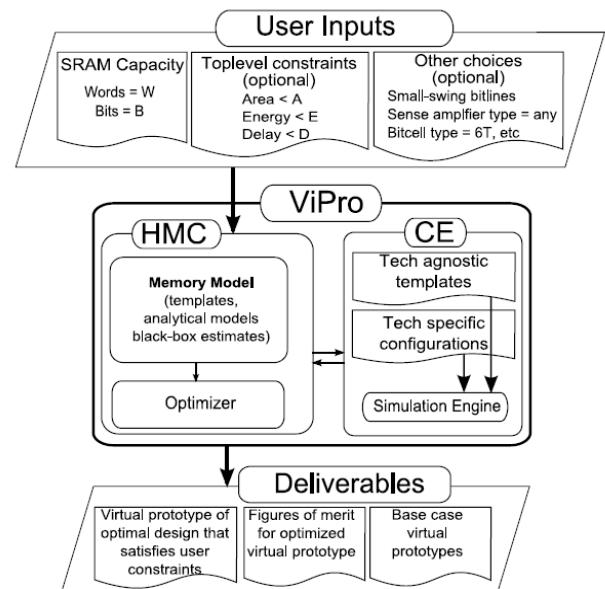 User Inputs
SRAM Capacity
Words = W
Bits = B
Toplevel constraints
(optional)
Area < A
Energy < E
Delay < D
Other choices
(optional)
Small-swing bitlines
Sense amplfier type = any
Bitcell type = 6T, etc
ViPro
HMC
Memory Model
(templates,
analytical models
black-box estimates)
Optimizer
CE
Tech agnostic
templates
Tech specific
configurations
Simulation Engine
Deliverables
Virtual prototype of
optimal design that
satisfies user
constraints
Figures of merit
for optimized
virtual prototype
Base case
virtual
prototypes